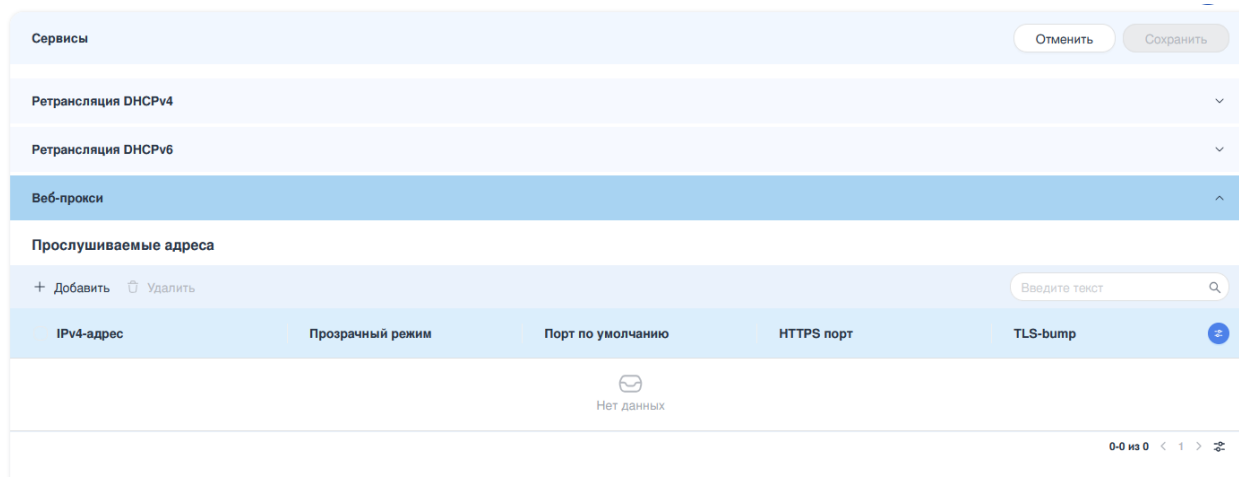 Сервисы
Отменить
Сохранить
Ретрансляция DHCPv4
Ретрансляция DHCPv6
Веб-прокси
Прослушиваемые адреса
+ Добавить Удалить
Введите текст
IPv4-адрес Прозрачный режим Порт по умолчанию HTTPS порт TLS-bump
Нет данных
0-0 из 0 < 1 >